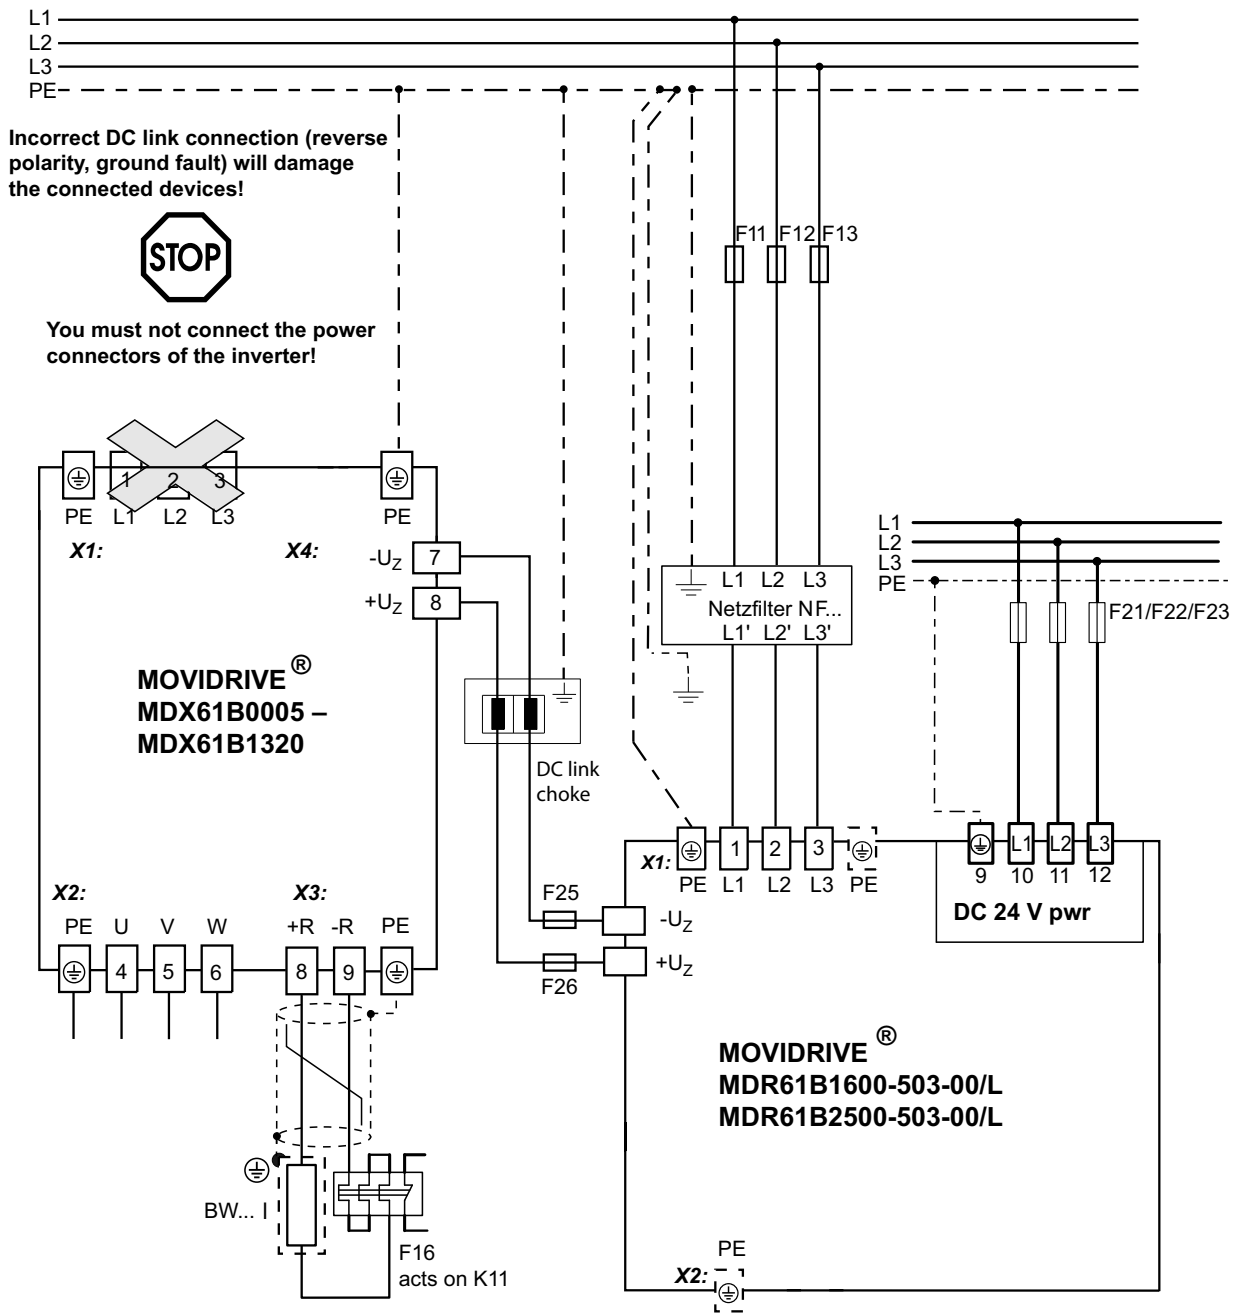 L1
L2
L3
PE
Incorrect DC link connection (reverse
polarity, ground fault) will damage
the connected devices!
STOP
You must not connect the power
connectors of the inverter!
F11 F12 F13
1 2 3
PE L1 L2 L3 PE
X1: X4:
-UZ 7
+UZ 8
MOVIDRIVE ®
MDX61B0005 –
MDX61B1320
L1 L2 L3
Netzfilter NF...
L1' L2' L3'
L1
L2
L3
PE
F21/F22/F23
DC link
choke
X1: 1 2 3
PE L1 L2 L3 PE
L1 L2 L3
9 10 11 12
DC 24 V pwr
F25
-UZ
+UZ
F26
X2: X3:
PE U V W +R -R PE
4 5 6 8 9
MOVIDRIVE ®
MDR61B1600-503-00/L
MDR61B2500-503-00/L
BW... I
F16
acts on K11
PE
X2: